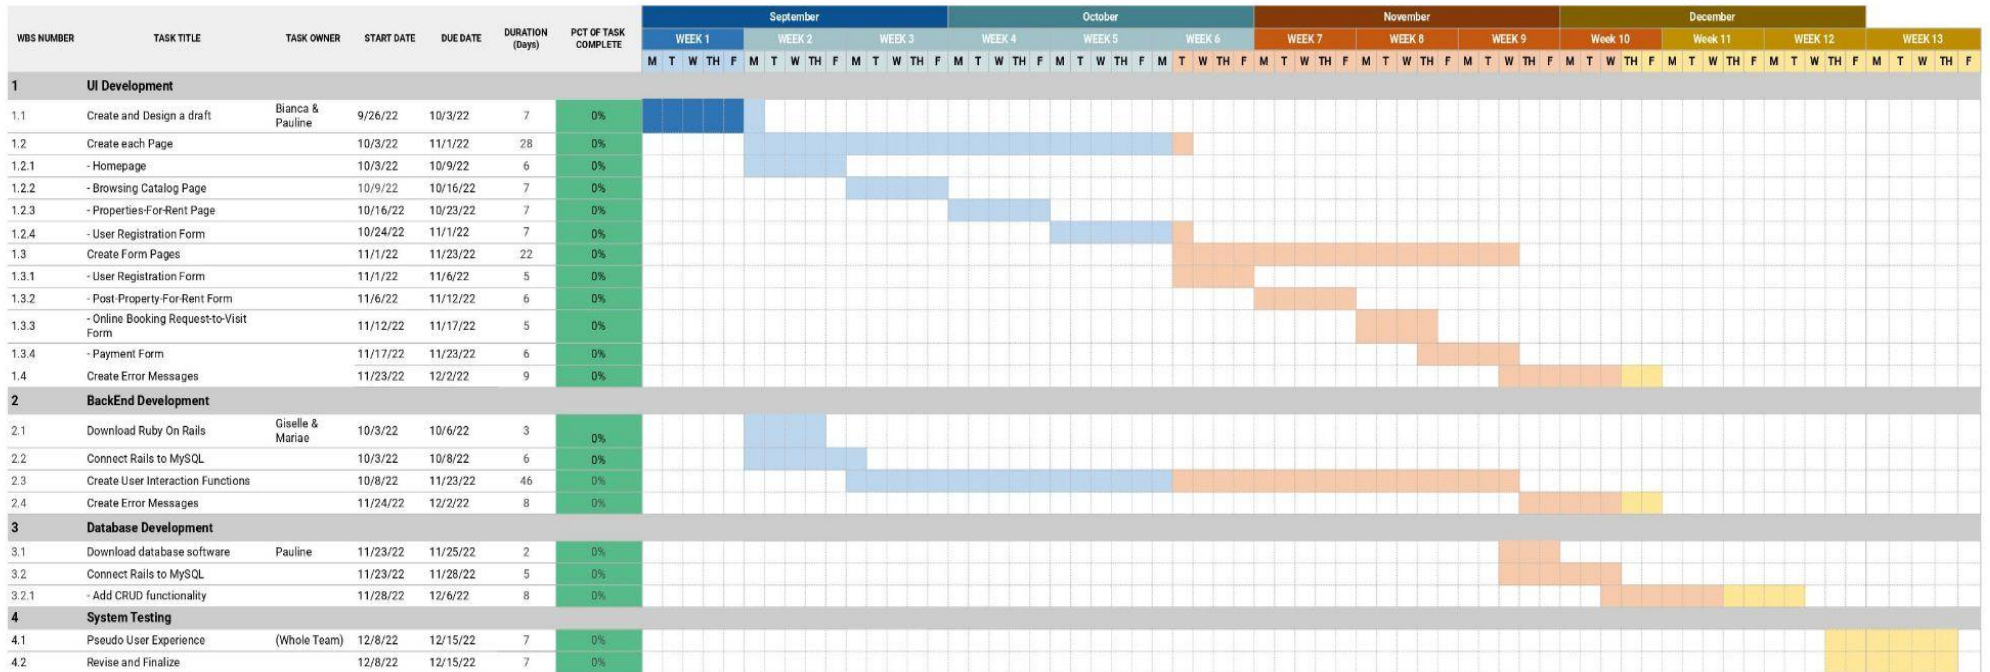 September October November December
WBS NUMBER TASK TITLE TASK OWNER START DATE DUE DATE DURATION (Days) PCT OF TASK COMPLETE
WEEK 1 WEEK 2 WEEK 3 WEEK 4 WEEK 5 WEEK 6 WEEK 7 WEEK 8 WEEK 9 Week 10 Week 11 WEEK 12 WEEK 13
M T W TH F M T W TH F M T W TH F M T W TH F M T W TH F M T W TH F M T W TH F M T W TH F M T W TH F M T W TH F M T W TH F M T W TH F M T W TH F
1 UI Development
1.1 Create and Design a draft Bianca & Pauline 9/26/22 10/3/22 7 0%
1.2 Create each Page 10/3/22 11/1/22 28 0%
1.2.1 - Homepage 10/3/22 10/9/22 6 0%
1.2.2 - Browsing Catalog Page 10/9/22 10/16/22 7 0%
1.2.3 - Properties-For-Rent Page 10/16/22 10/23/22 7 0%
1.2.4 - User Registration Form 10/24/22 11/1/22 7 0%
1.3 Create Form Pages 11/1/22 11/23/22 22 0%
1.3.1 - User Registration Form 11/1/22 11/6/22 5 0%
1.3.2 - Post-Property-For-Rent Form 11/6/22 11/12/22 6 0%
1.3.3 - Online Booking Request-to-Visit Form 11/12/22 11/17/22 5 0%
1.3.4 - Payment Form 11/17/22 11/23/22 6 0%
1.4 Create Error Messages 11/23/22 12/2/22 9 0%
2 BackEnd Development
2.1 Download Ruby On Rails Giselle & Mariae 10/3/22 10/6/22 3 0%
2.2 Connect Rails to MySQL 10/3/22 10/8/22 6 0%
2.3 Create User Interaction Functions 10/8/22 11/23/22 46 0%
2.4 Create Error Messages 11/24/22 12/2/22 8 0%
3 Database Development
3.1 Download database software Pauline 11/23/22 11/25/22 2 0%
3.2 Connect Rails to MySQL 11/23/22 11/28/22 5 0%
3.2.1 - Add CRUD functionality 11/28/22 12/6/22 8 0%
4 System Testing
4.1 Pseudo User Experience (Whole Team) 12/8/22 12/15/22 7 0%
4.2 Revise and Finalize 12/8/22 12/15/22 7 0%